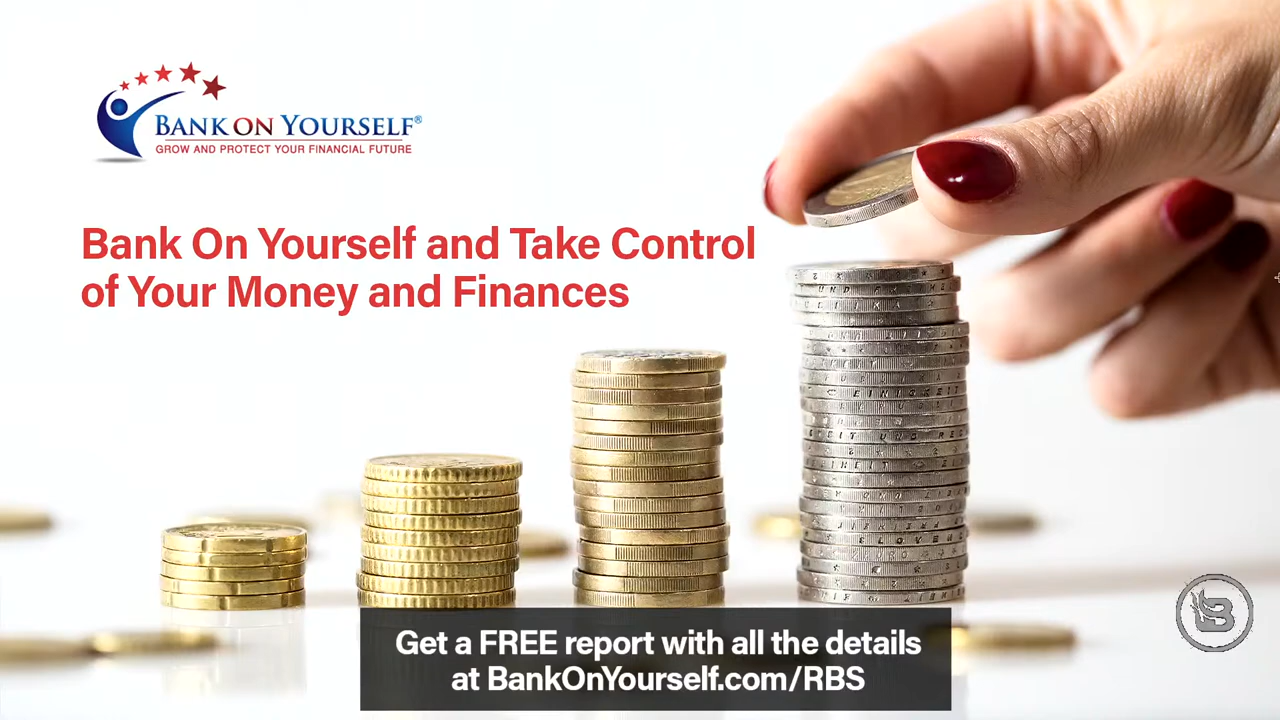 BANK ON YOURSELF®
GROW AND PROTECT YOUR FINANCIAL FUTURE
Bank On Yourself and Take Control
of Your Money and Finances
EINIGKEIT
Get a FREE report with all the details
at BankOnYourself.com/RBS
B